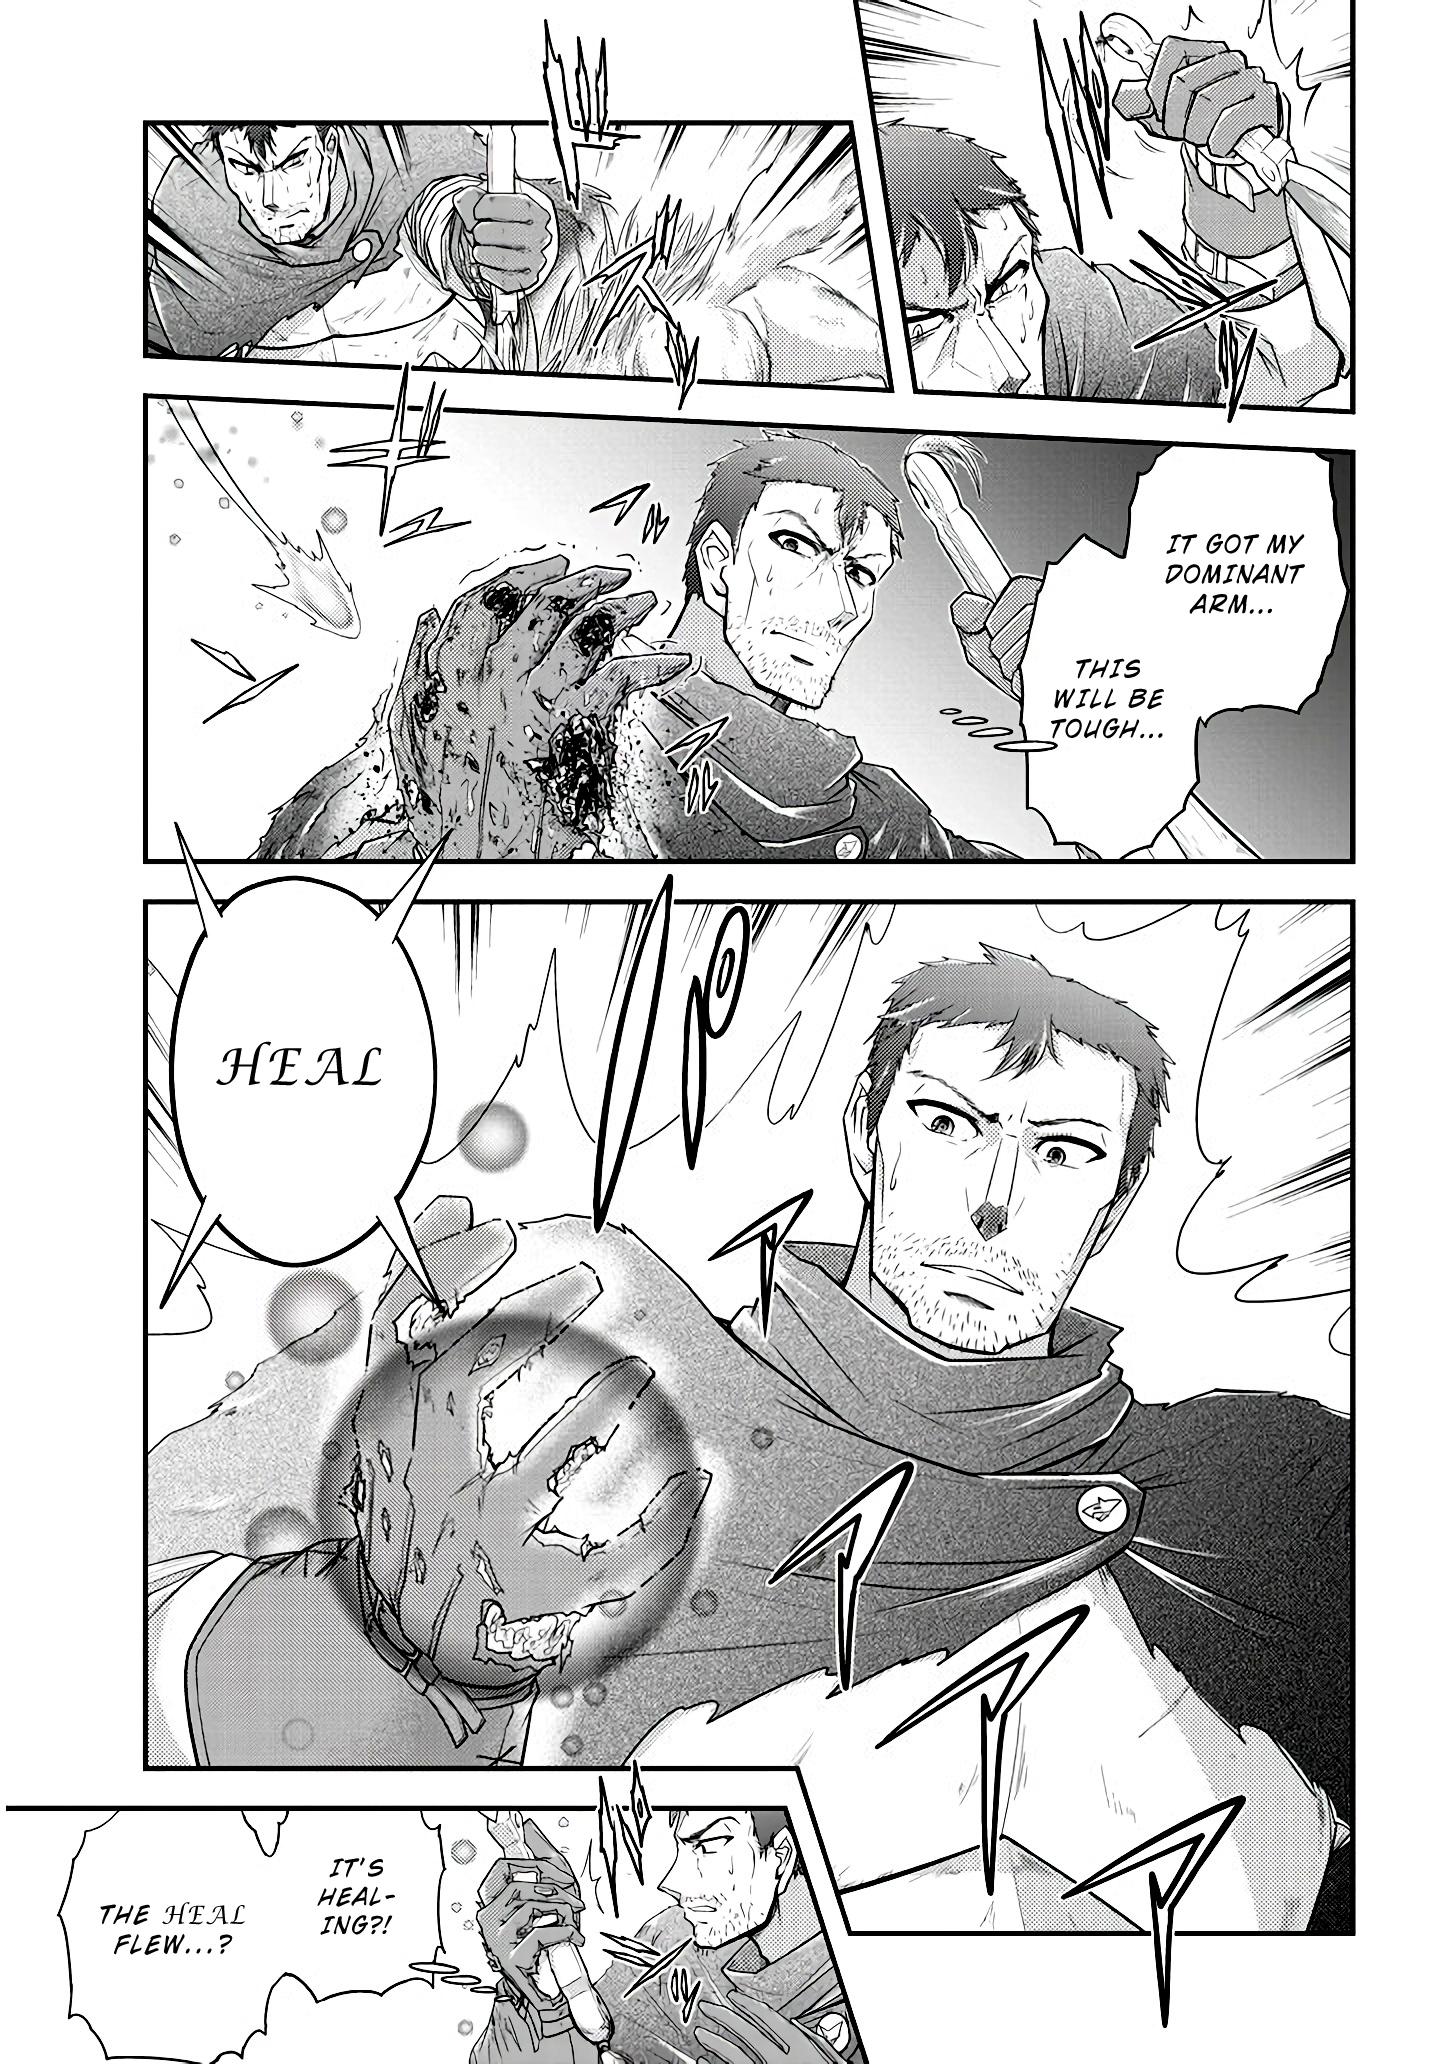 IT GOT MY
DOMINANT
ARM...
THIS
WILL BE
TOUGH...
HEAL
IT'S
HEAL-
ING?!
THE HEAL
FLEW...?